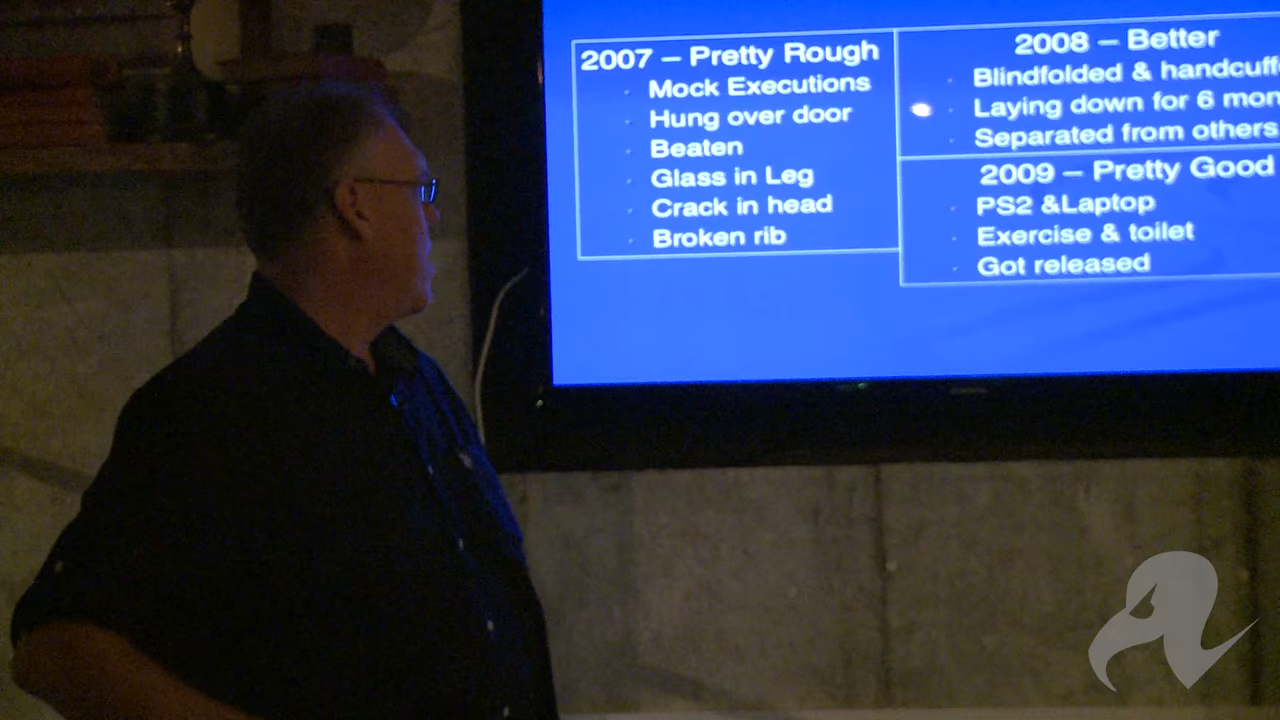 2007 – Pretty Rough
Mock Executions
Hung over door
Beaten
Glass in Leg
Crack in head
Broken rib
2008 – Better
Blindfolded &
Laying down for 6
Separated from others
2009 – Pretty Good
PS2 &Laptop
Exercise & toilet
Got released